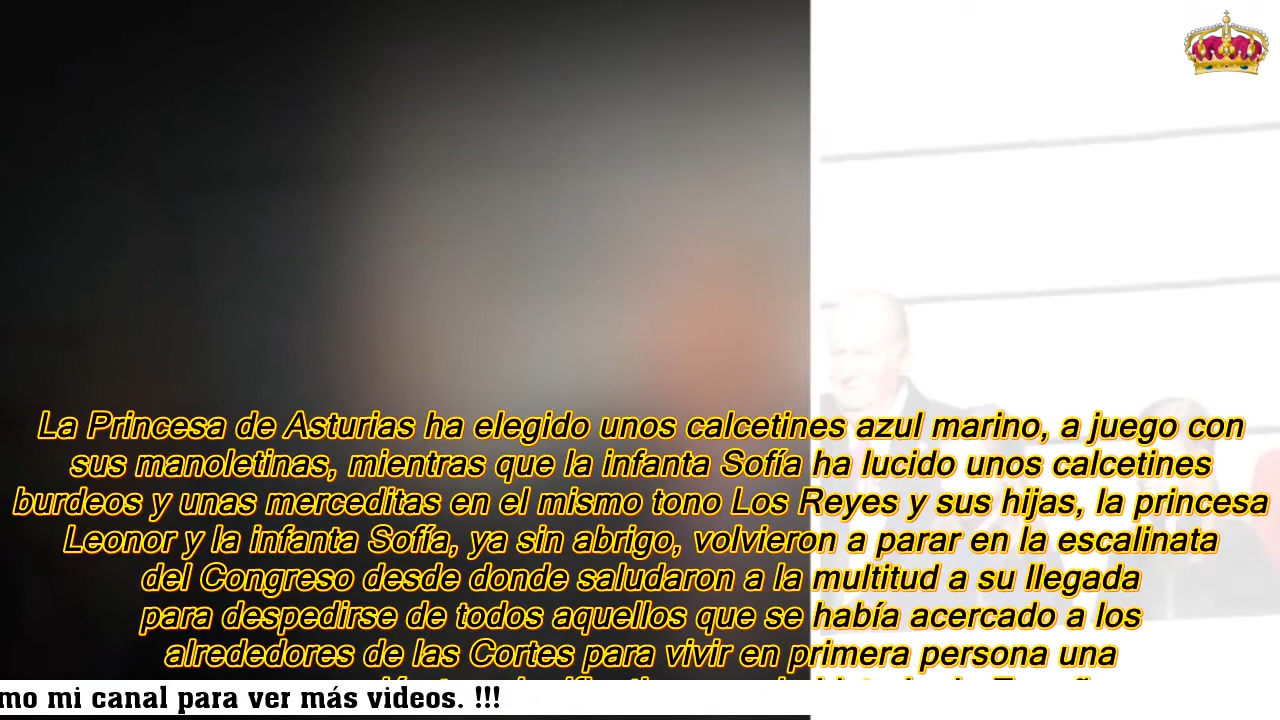 La Princesa de Asturias ha elegido unos calcetines azul marino, a juego con
sus manoletinas, mientras que la infanta Sofía ha lucido unos calcetines
burdeos y unas merceditas en el mismo tono Los Reyes y sus hijas, la princesa
Leonor y la infanta Sofía, ya sin abrigo, volvieron a parar en la escalinata
del Congreso desde donde saludaron a la multitud a su llegada
para despedirse de todos aquellos que se había acercado a los
alrededores de las Cortes para vivir en primera persona una
mo mi canal para ver más videos. !!!